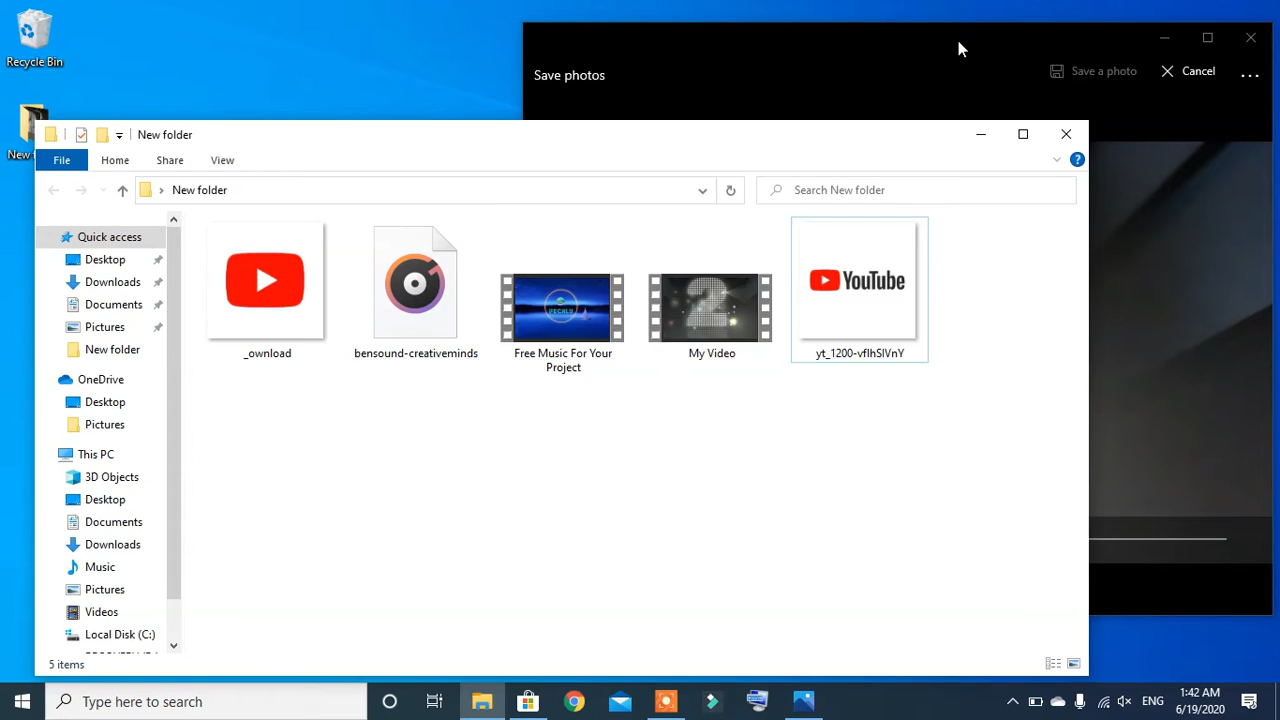 Recycle Bin
New f
Save photos
Save a photo
Cancel
New folder
File
Home
Share
View
New folder
Search New folder
Quick access
Desktop
Downloads
Documents
Pictures
New folder
OneDrive
Desktop
Pictures
This PC
3D Objects
Desktop
Documents
Downloads
Music
Pictures
Videos
Local Disk (C:)
YouTube
_ownload
bensound-creativeminds
Free Music For Your
Project
My Video
yt_1200-vflhSIVnY
5 items
Type here to search
ENG
1:42 AM
6/19/2020